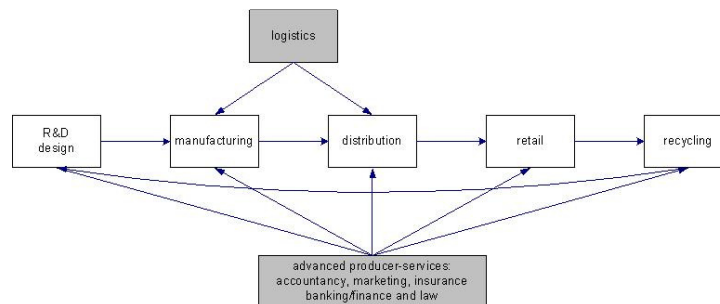 logistics
R&D
design
manufacturing
distribution
retail
recycling
advanced producer-services:
accountancy, marketing, insurance
banking/finance and law